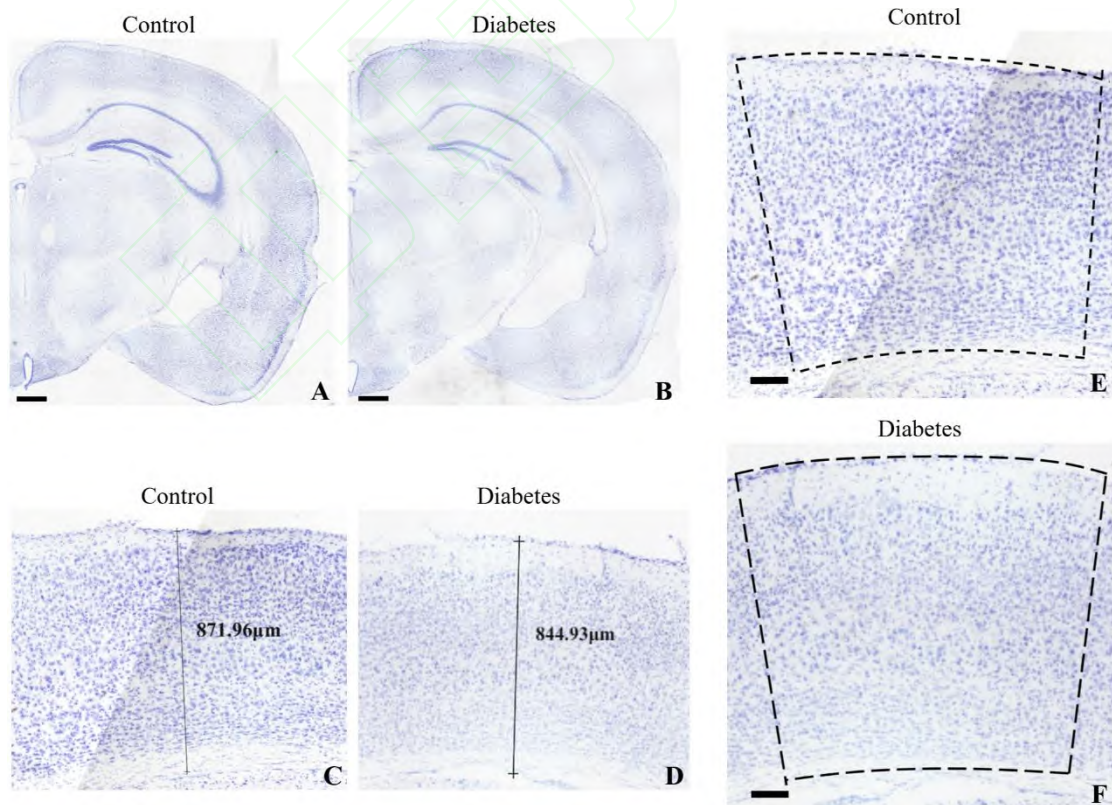 Control
Diabetes
A
B
Control
E
Control
871.96µm
C
Diabetes
844.93µm
D
Diabetes
F